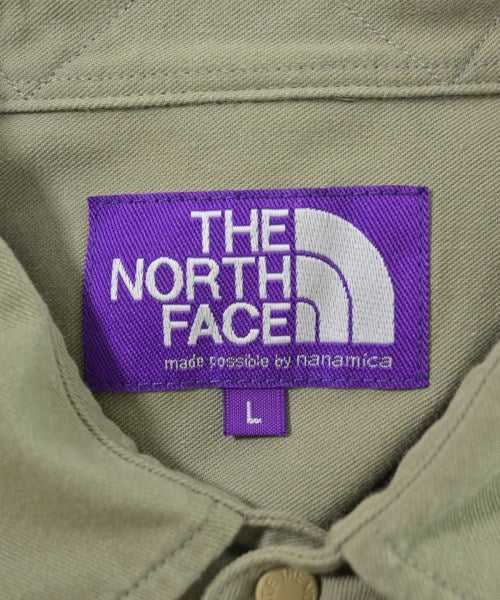 THE
NORTH
FACE
made possible by nanamica
L